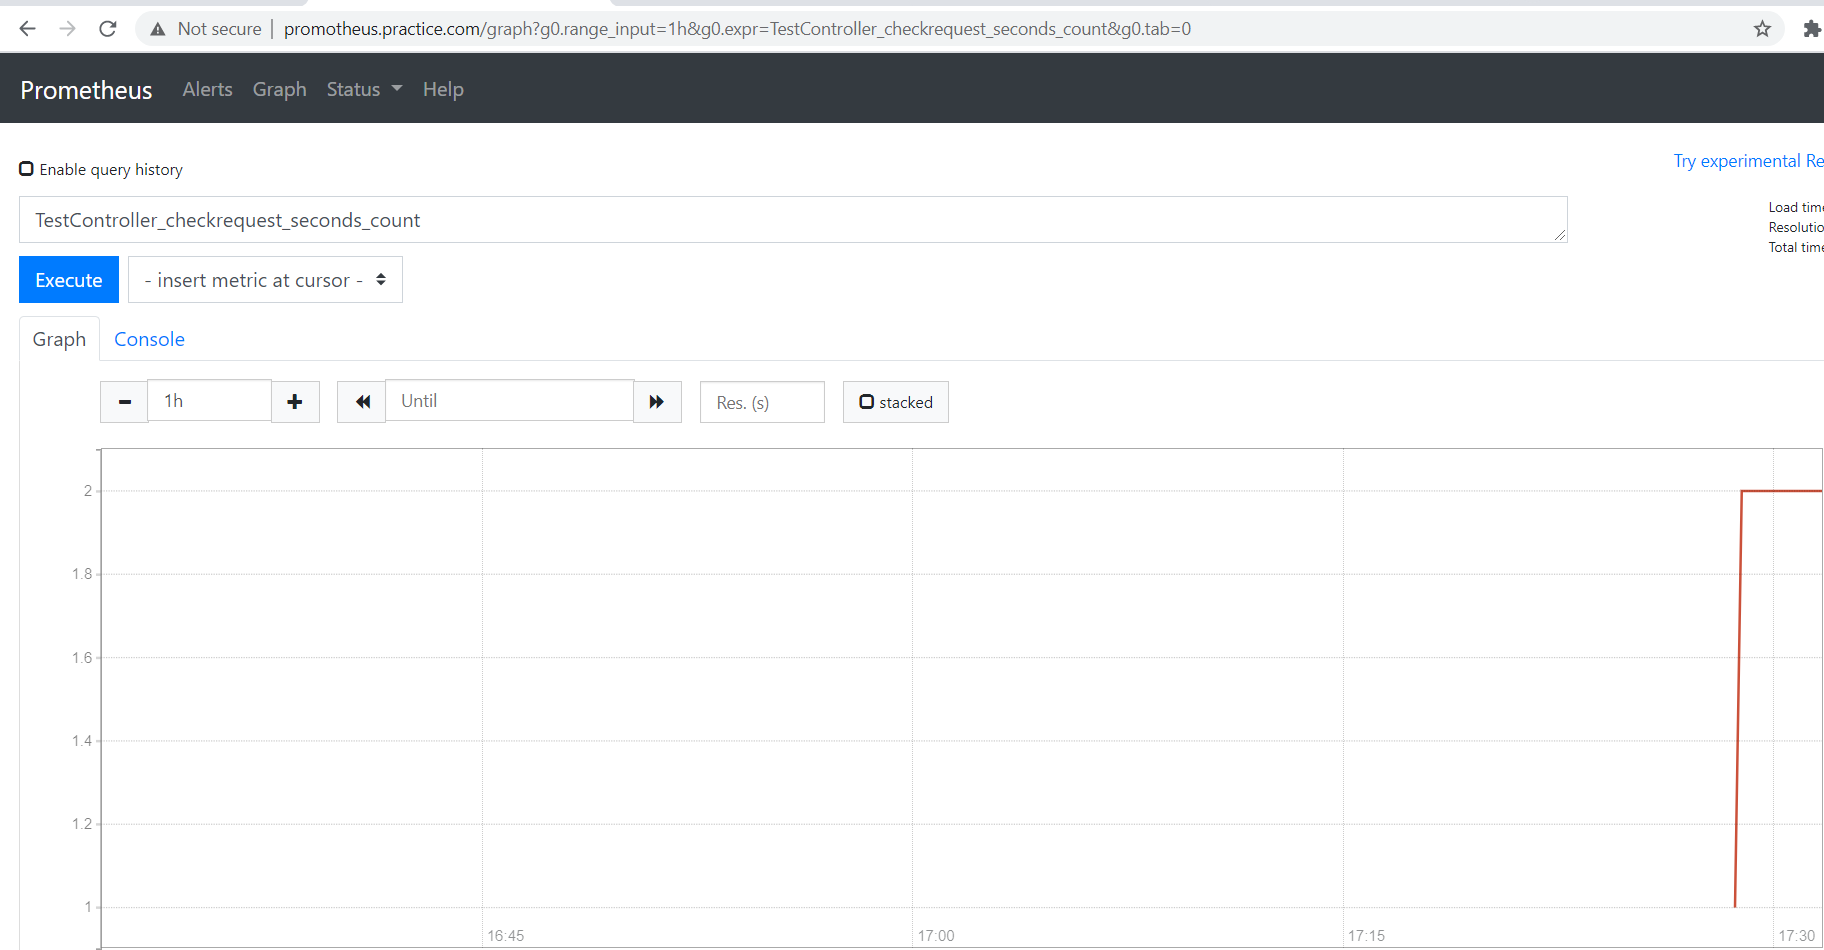 Not secure | promotheus.practice.com/graph?g0.range_input=1h&g0.expr=TestController_checkrequest_seconds_count&g0.tab=0
Prometheus Alerts Graph Status Help
Enable query history
Try experimental Re
TestController_checkrequest_seconds_count
Load time
Resolutio
Total time
Execute - insert metric at cursor -
Graph Console
1h Until Res. (s) stacked
2
1.8
1.6
1.4
1.2
1
16:45 17:00 17:15 17:30